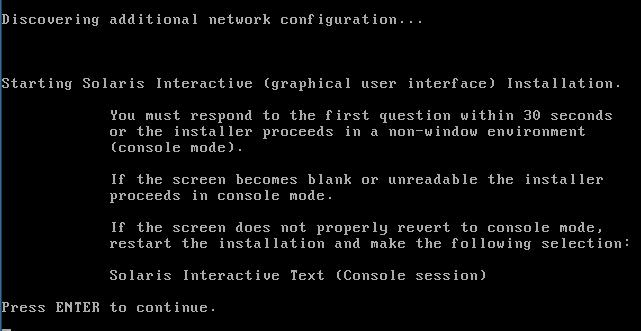 Discovering additional network configuration...
Starting Solaris Interactive (graphical user interface) Installation.
You must respond to the first question within 30 seconds
or the installer proceeds in a non-window environment
(console mode).
If the screen becomes blank or unreadable the installer
proceeds in console mode.
If the screen does not properly revert to console mode,
restart the installation and make the following selection:
Solaris Interactive Text (Console session)
Press ENTER to continue.